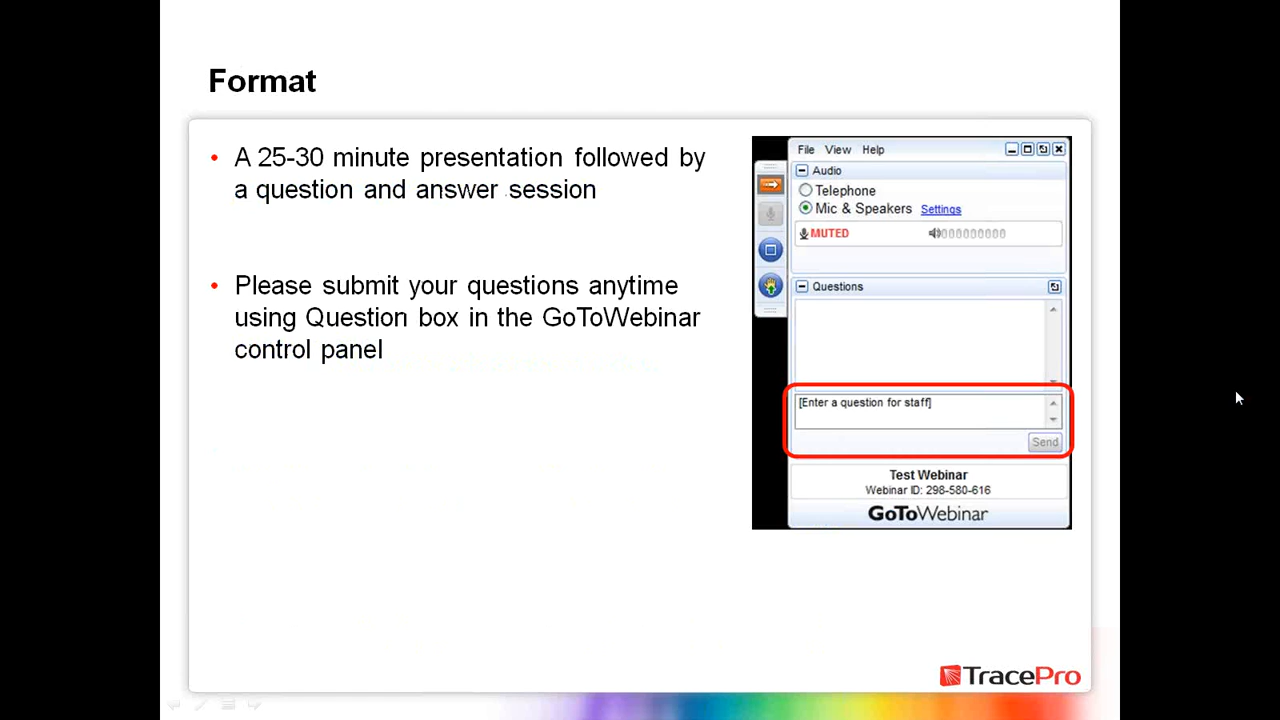 Format
• A 25-30 minute presentation followed by
a question and answer session
• Please submit your questions anytime
using Question box in the GoToWebinar
control panel
File View Help
Audio
Telephone
Mic & Speakers Settings
MUTED
Questions
[Enter a question for staff]
Send
Test Webinar
Webinar ID: 298-580-616
GoToWebinar
TracePro